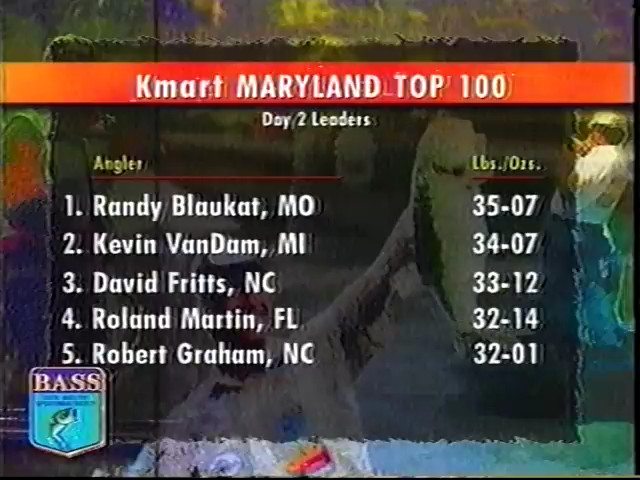 Kmart MARYLAND TOP 100
Day 2 Leaders
Angler Lbs./Ozs.
1. Randy Blaukat, MO 35-07
2. Kevin VanDam, MI 34-07
3. David Fritts, NC 33-12
4. Roland Martin, FL 32-14
5. Robert Graham, NC 32-01
BASS